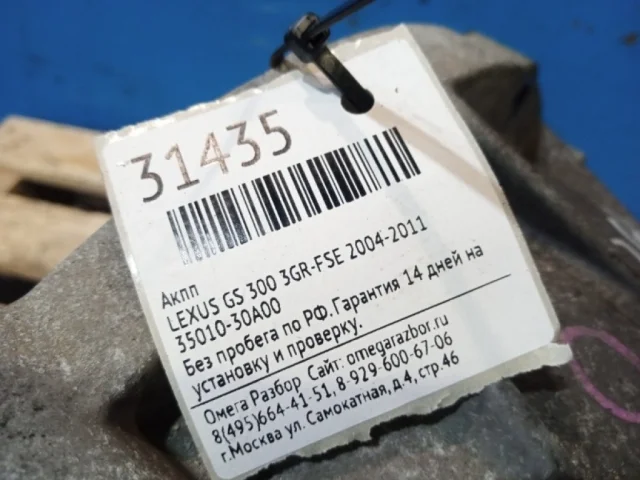 31435
Акпп
LEXUS GS 300 3GR-FSE 2004-2011
35010-30A00
Без пробега по РФ.Гарантия 14 дней на
установку и проверку.
Омега Разбор Сайт: omegarazbor.ru
8(495)664-41-51,8-929-600-67-06
г.Москва ул. Самокатная, д.4, стр.46